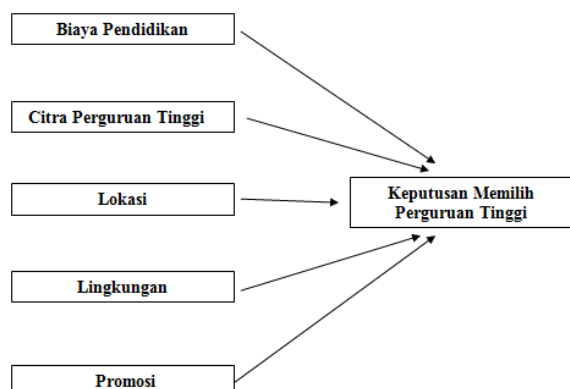 Biaya Pendidikan
Citra Perguruan Tinggi
Lokasi
Keputusan Memilih
Perguruan Tinggi
Lingkungan
Promosi